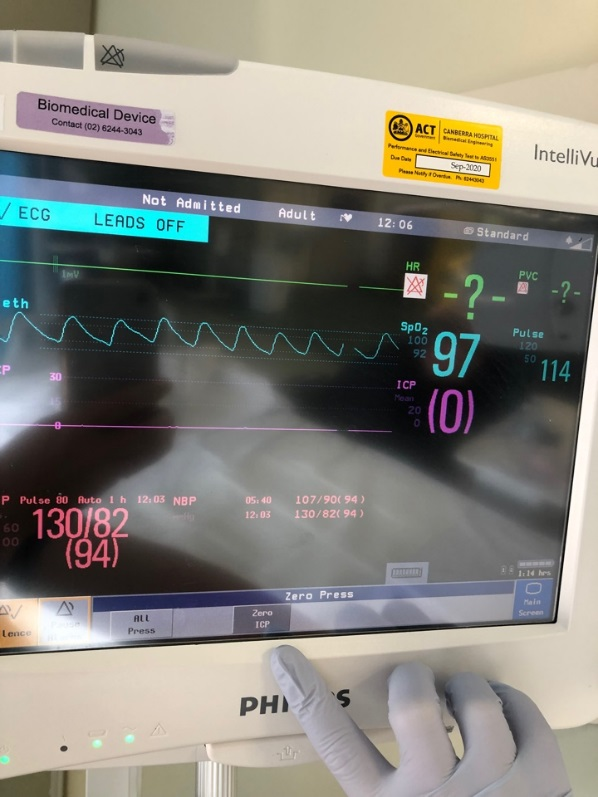 Biomedical Device
Contact (02) 6244-3043
ACT
Government
CANBERRA HOSPITAL
Biomedical Engineering
Performance and Electrical Safety Test to AS3551
Due Date Sep-2020
Please Notify if Overdue. Ph: 62443043
IntelliVu
ECG LEADS OFF
Not Admitted Adult 12:06 Standard
1mV
HR -?- PVC -?-
eth
SpO₂ 97 Pulse
100
92
120
50
114
CP 30
15
0
ICP (0)
Mean
20
0
P Pulse 80 Auto 1 h 12:03 NBP 05:40 107/90(94)
12:03 130/82(94)
60
00
130/82
(94)
1:14 hrs
Zero Press
lence
All
Press
Zero
ICP
Main
Screen
PHI S